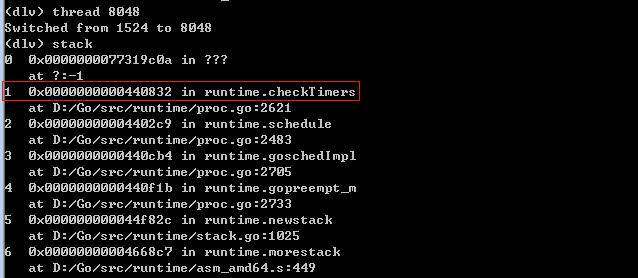 (dlv) thread 8048
Switched from 1524 to 8048
(dlv) stack
0 0x0000000077319c0a in ???
at ?:-1
1 0x0000000000440832 in runtime.checkTimers
at D:/Go/src/runtime/proc.go:2621
2 0x00000000004402c9 in runtime.schedule
at D:/Go/src/runtime/proc.go:2483
3 0x0000000000440cb4 in runtime.goschedImpl
at D:/Go/src/runtime/proc.go:2705
4 0x0000000000440f1b in runtime.gopreempt_m
at D:/Go/src/runtime/proc.go:2733
5 0x000000000044f82c in runtime.newstack
at D:/Go/src/runtime/stack.go:1025
6 0x00000000004668c7 in runtime.morestack
at D:/Go/src/runtime/asm_amd64.s:449